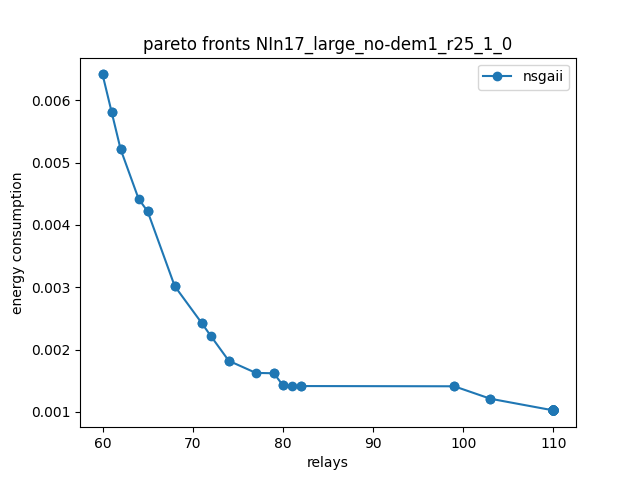 pareto fronts NIn17_large_no-dem1_r25_1_0
nsgaii
0.006
0.005
0.004
0.003
0.002
0.001
energy consumption
60 70 80 90 100 110
relays